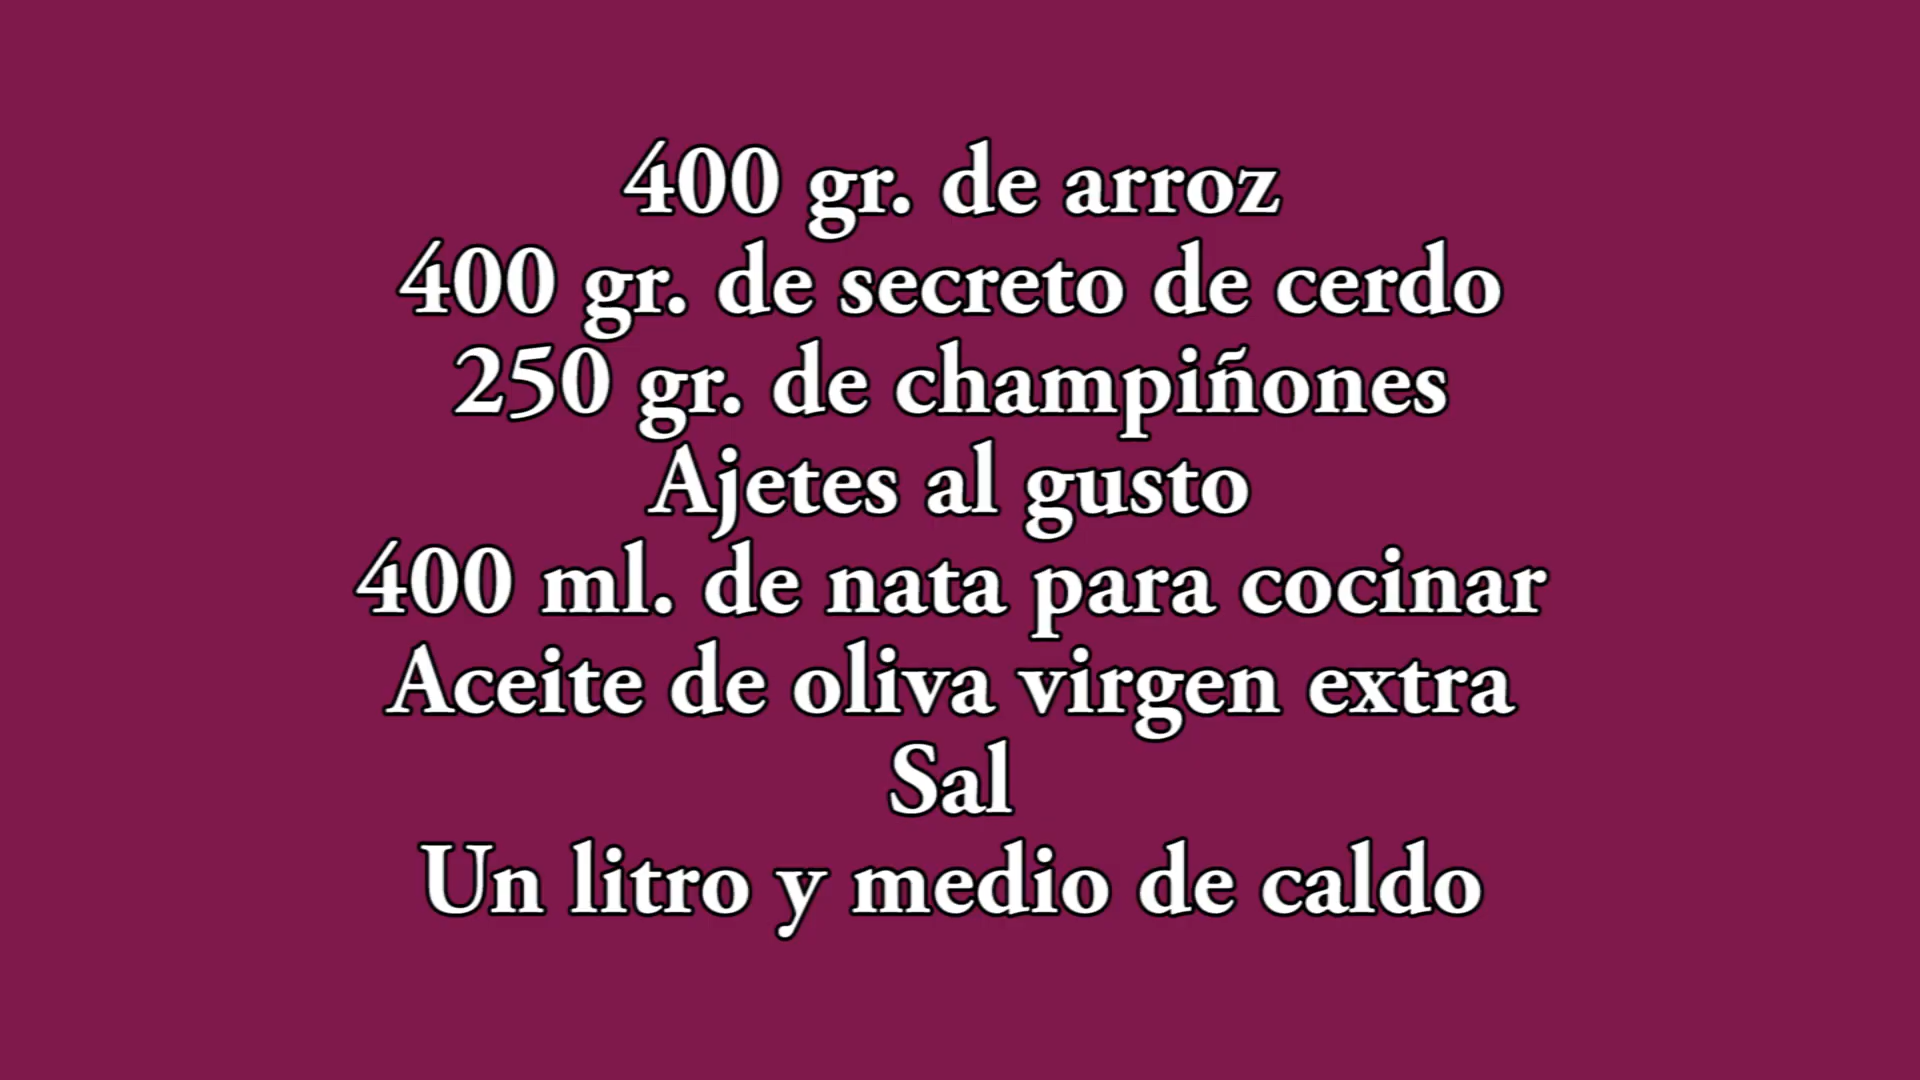 400 gr. de arroz
400 gr. de secreto de cerdo
250 gr. de champiñones
Ajetes al gusto
400 ml. de nata para cocinar
Aceite de oliva virgen extra
Sal
Un litro y medio de caldo